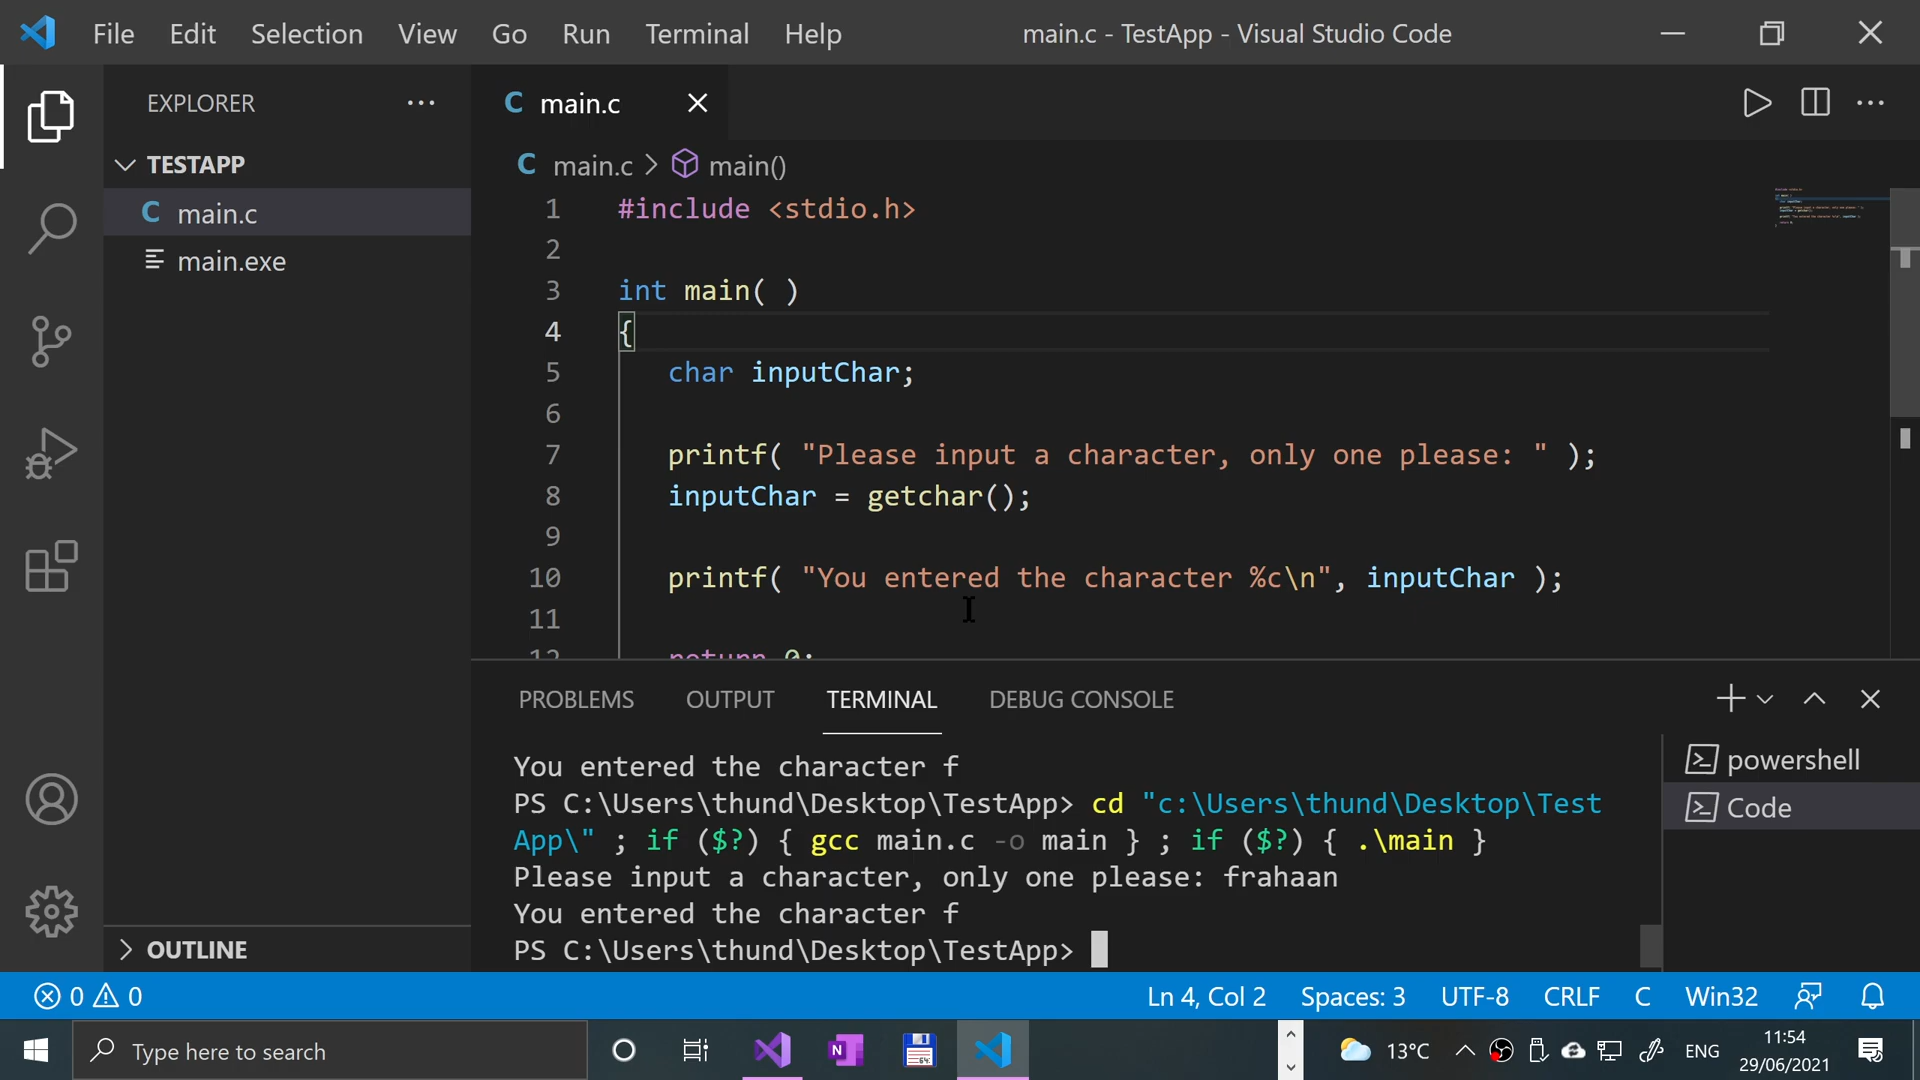 File Edit Selection View Go Run Terminal Help
main.c - TestApp - Visual Studio Code
EXPLORER
TESTAPP
C main.c
main.exe
OUTLINE
C main.c
C main.c > main()
1 #include <stdio.h>
2
3 int main( )
4 {
5 char inputChar;
6
7 printf( "Please input a character, only one please: " );
8 inputChar = getchar();
9
10 printf( "You entered the character %c\n", inputChar );
11
12 return 0;
PROBLEMS OUTPUT TERMINAL DEBUG CONSOLE
You entered the character f
PS C:\Users\thund\Desktop\TestApp> cd "c:\Users\thund\Desktop\Test
App\" ; if ($?) { gcc main.c -o main } ; if ($?) { .\main }
Please input a character, only one please: frahaan
You entered the character f
PS C:\Users\thund\Desktop\TestApp>
powershell
Code
0 0
Ln 4, Col 2 Spaces: 3 UTF-8 CRLF C Win32
Type here to search
13°C
ENG
11:54
29/06/2021